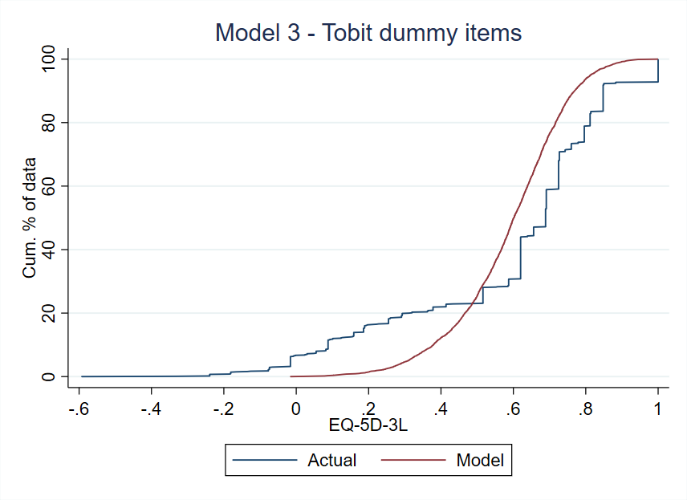 Model 3 - Tobit dummy items
Cum. % of data
100
80
60
40
20
0
-.6 -.4 -.2 0 .2 .4 .6 .8 1
EQ-5D-3L
Actual Model